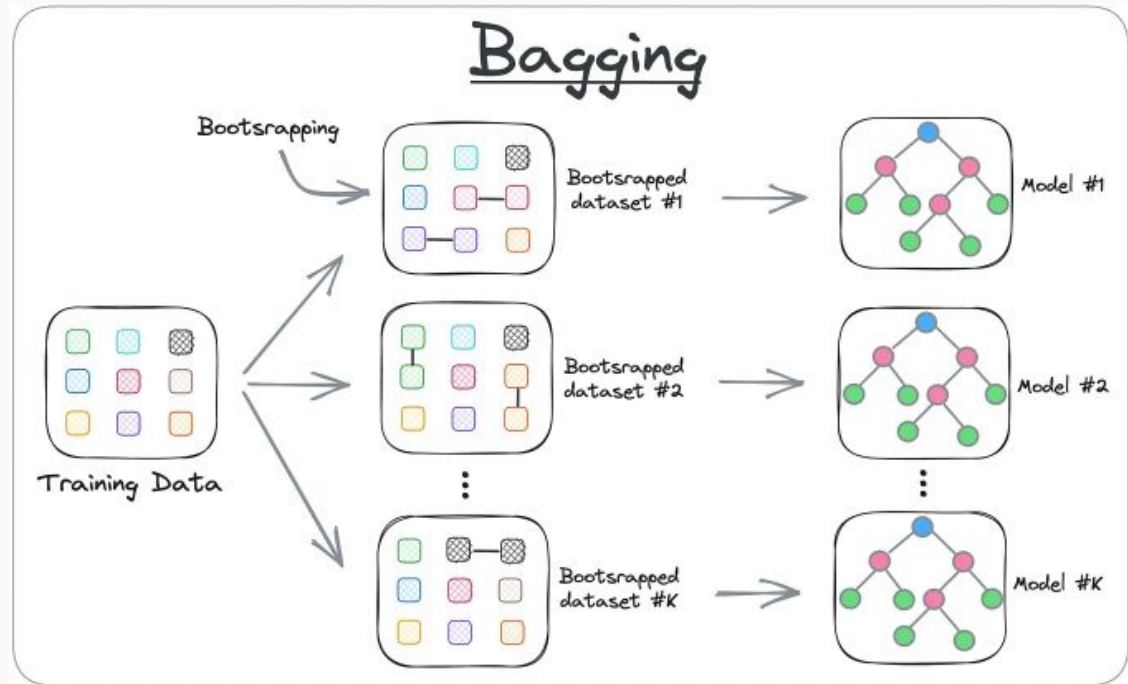 Bagging
Bootsrapping
Bootsrapped
dataset #1
Model #1
Bootsrapped
dataset #2
Model #2
Training Data
Bootsrapped
dataset #K
Model #K